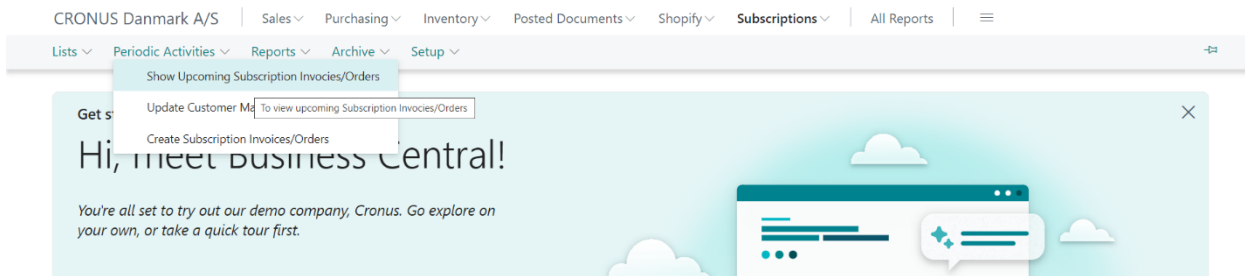 CRONUS Danmark A/S Sales Purchasing Inventory Posted Documents Shopify Subscriptions All Reports
Lists Periodic Activities Reports Archive Setup
Show Upcoming Subscription Invocies/Orders
Update Customer Ma
To view upcoming Subscription Invocies/Orders
Create Subscription Invoices/Orders
Get s
Hi, meet Business Central!
You're all set to try out our demo company, Cronus. Go explore on
your own, or take a quick tour first.